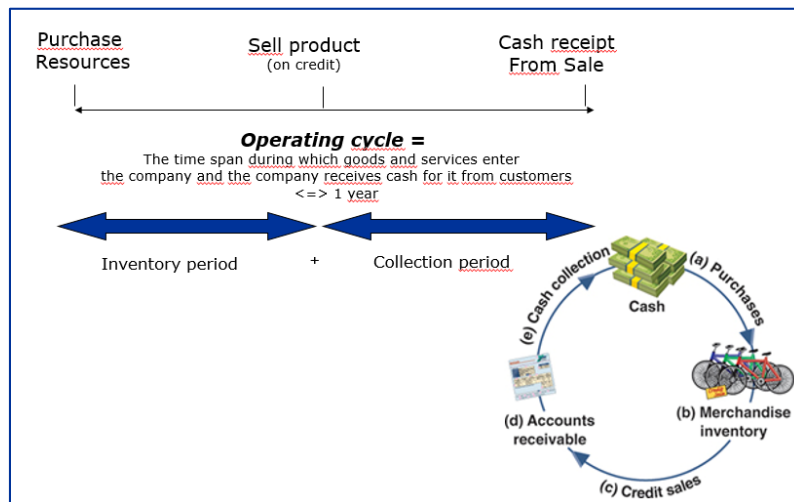 Purchase
Resources
Sell product
(on credit)
Cash receipt
From Sale
Operating cycle =
The time span during which goods and services enter
the company and the company receives cash for it from customers
<=> 1 year
Inventory period
+
Collection period
Cash
(a) Purchases
(b) Merchandise
inventory
(c) Credit sales
(d) Accounts
receivable
(e) Cash collection